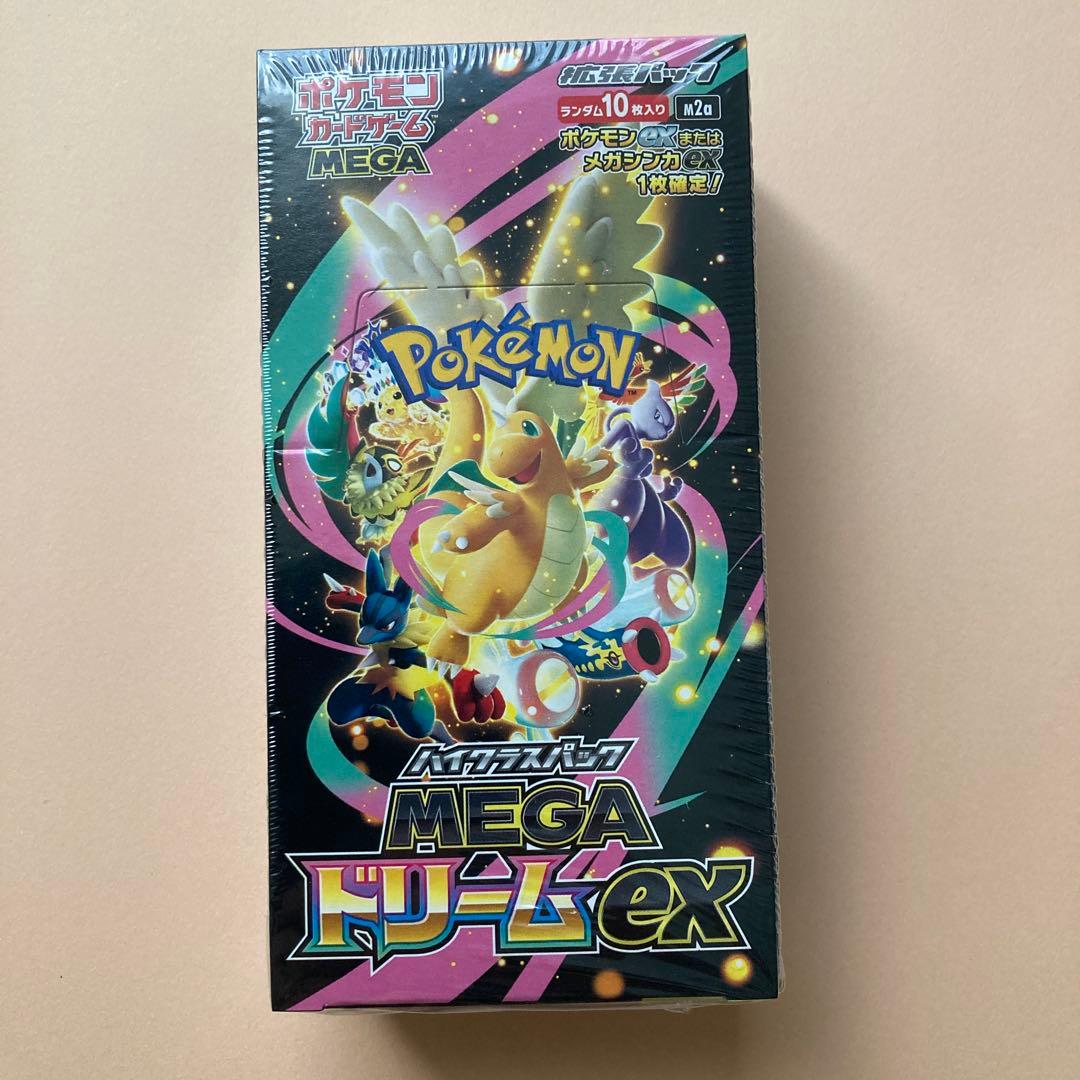 ポケモン
カードゲーム
MEGA
拡張パック
ランダム10枚入り M2a
ポケモンexまたは
メガシンカex
1枚確定!
POKÉMON
ハイクラスパック
MEGA
ドリームex